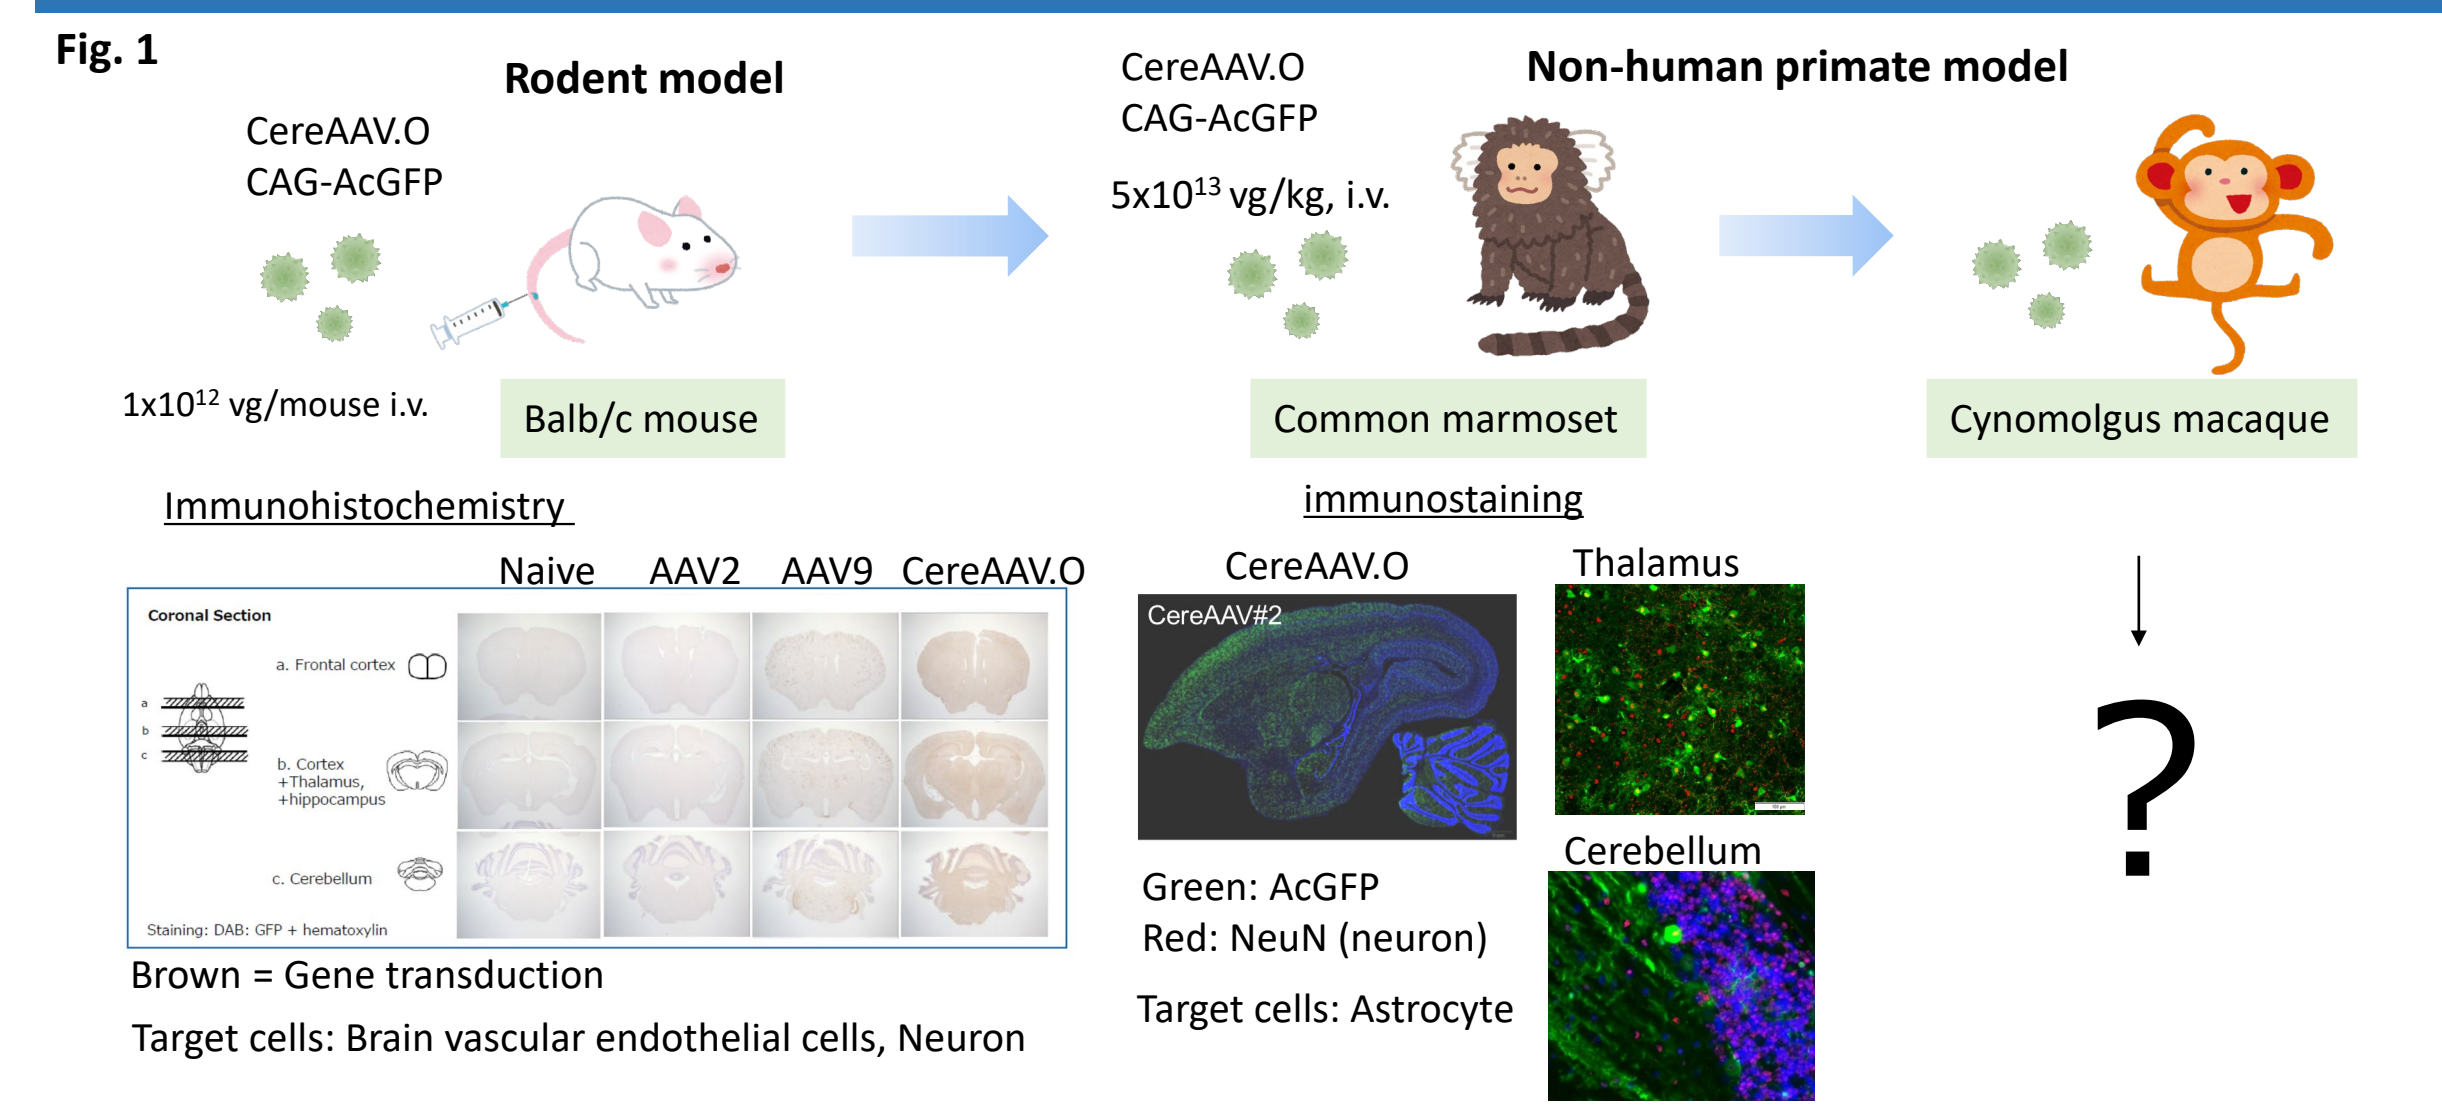 Fig. 1
Rodent model
CereAAV.O
CAG-AcGFP
1x10¹² vg/mouse i.v.
Balb/c mouse
CereAAV.O
CAG-AcGFP
5x10¹³ vg/kg, i.v.
Non-human primate model
Common marmoset
Cynomolgus macaque
Immunohistochemistry
Naive AAV2 AAV9 CereAAV.O
Coronal Section
a. Frontal cortex
a
b
c
b. Cortex
+Thalamus,
+hippocampus
c. Cerebellum
Staining: DAB: GFP + hematoxylin
Brown = Gene transduction
Target cells: Brain vascular endothelial cells, Neuron
immunostaining
CereAAV.O
CereAAV#2
Thalamus
100 μm
Cerebellum
Green: AcGFP
Red: NeuN (neuron)
Target cells: Astrocyte
?